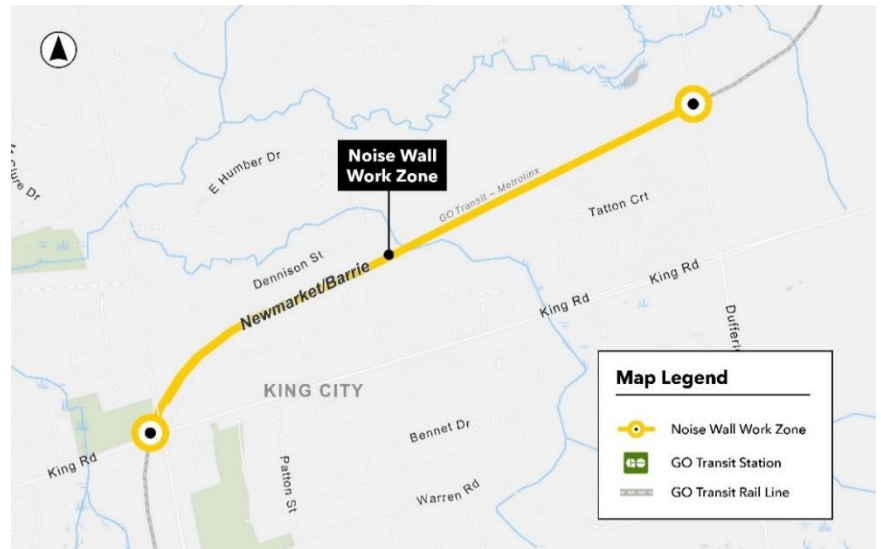 E Humber Dr
Noise Wall
Work Zone
GO Transit – Metrolinx
Tatton Crt
Dennison St
Newmarket/Barrie
King Rd
King Rd
KING CITY
King Rd
Patton St
Bennet Dr
Warren Rd
Map Legend
Noise Wall Work Zone
GO
GO Transit Station
GO Transit Rail Line